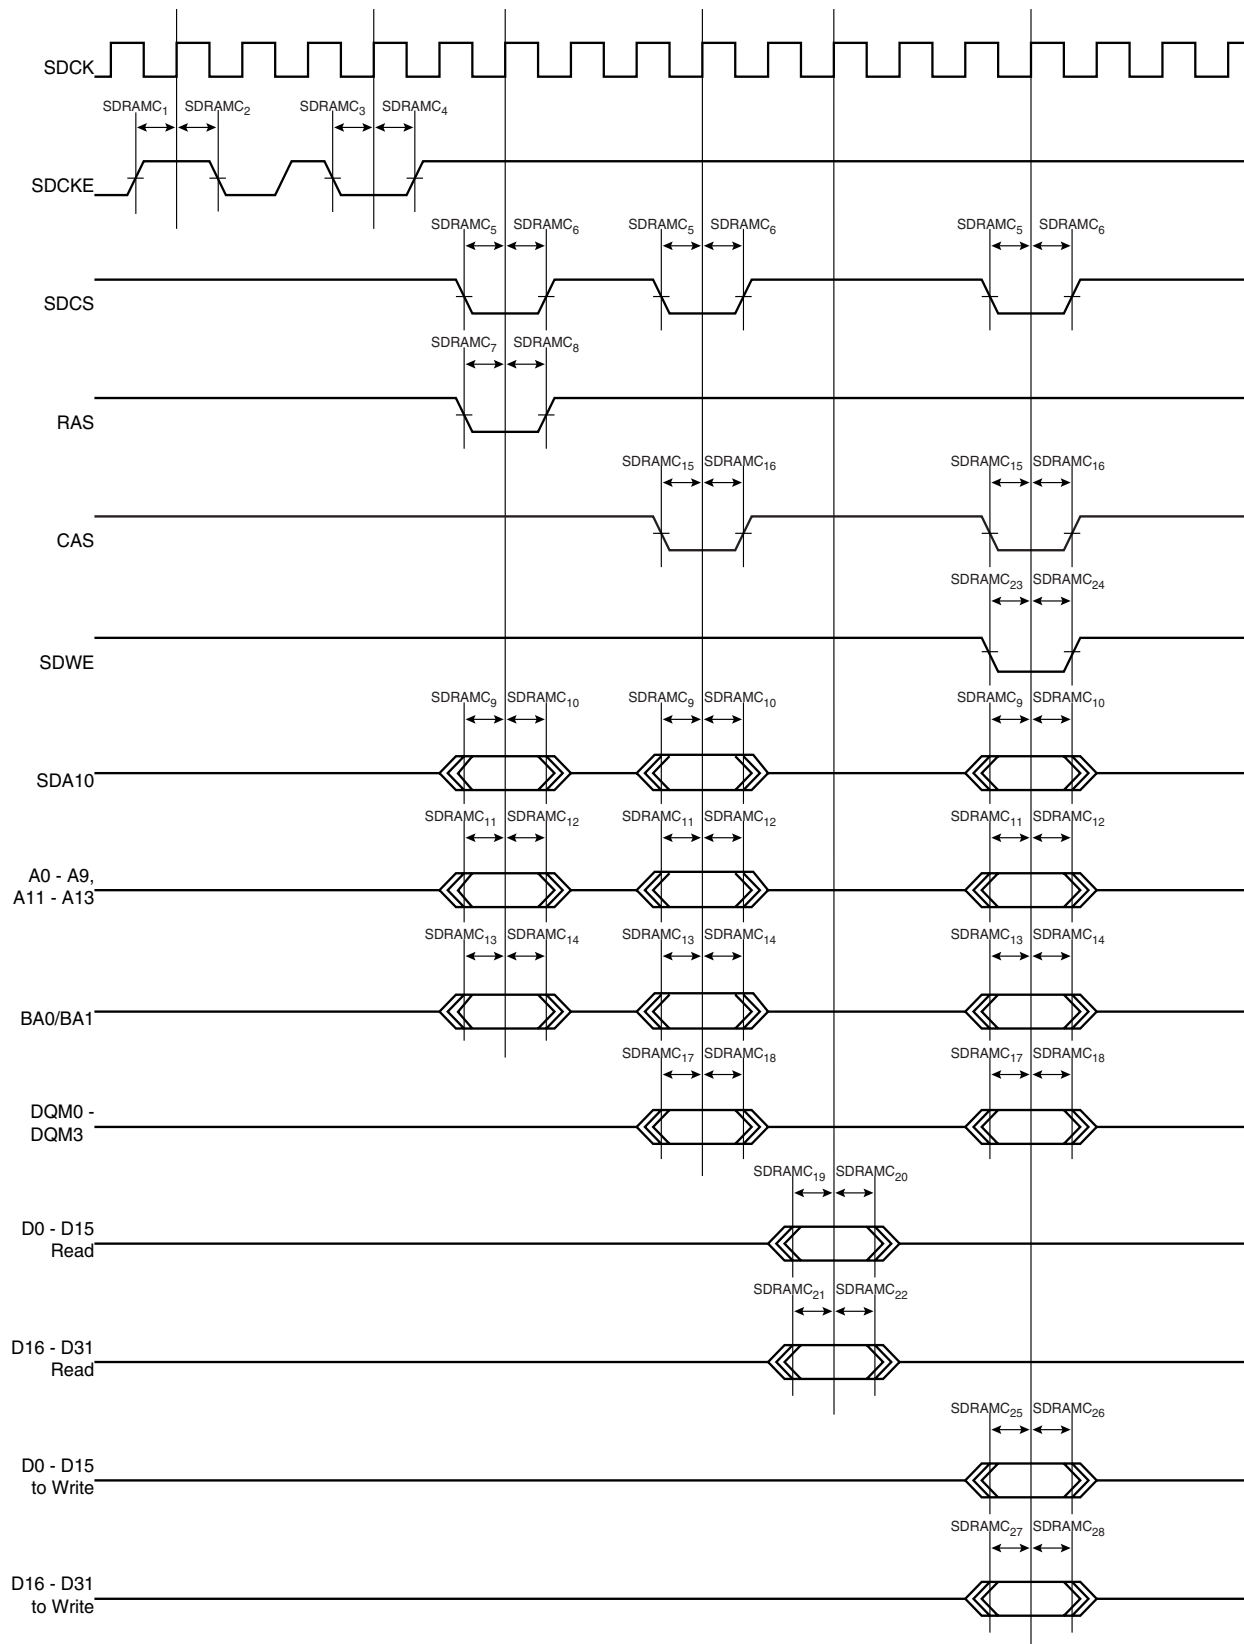 SDCK
SDRAMC1 SDRAMC2 SDRAMC3 SDRAMC4
SDCKE
SDRAMC5 SDRAMC6 SDRAMC5 SDRAMC6 SDRAMC5 SDRAMC6
SDCS
SDRAMC7 SDRAMC8
RAS
SDRAMC15 SDRAMC16 SDRAMC15 SDRAMC16
CAS
SDRAMC23 SDRAMC24
SDWE
SDRAMC9 SDRAMC10 SDRAMC9 SDRAMC10 SDRAMC9 SDRAMC10
SDA10
SDRAMC11 SDRAMC12 SDRAMC11 SDRAMC12 SDRAMC11 SDRAMC12
A0 - A9,
A11 - A13
SDRAMC13 SDRAMC14 SDRAMC13 SDRAMC14 SDRAMC13 SDRAMC14
BA0/BA1
SDRAMC17 SDRAMC18 SDRAMC17 SDRAMC18
DQM0 -
DQM3
SDRAMC19 SDRAMC20
D0 - D15
Read
SDRAMC21 SDRAMC22
D16 - D31
Read
SDRAMC25 SDRAMC26
D0 - D15
to Write
SDRAMC27 SDRAMC28
D16 - D31
to Write